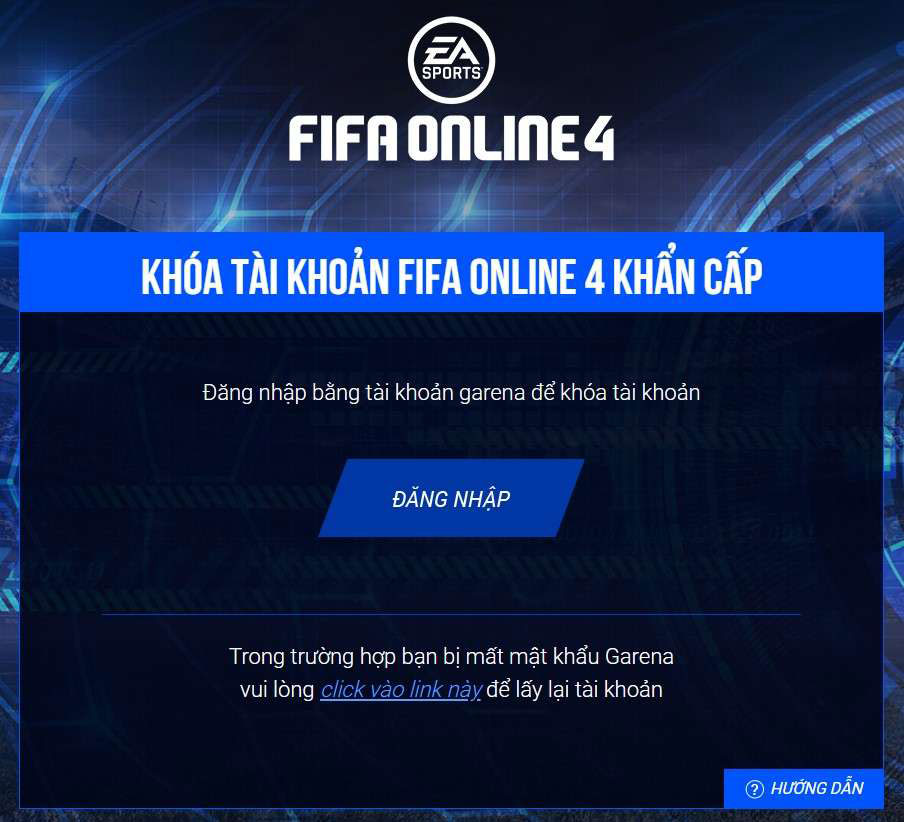 EA
SPORTS
FIFA ONLINE 4
KHÓA TÀI KHOẢN FIFA ONLINE 4 KHẨN CẤP
Đăng nhập bằng tài khoản garena để khóa tài khoản
ĐĂNG NHẬP
Trong trường hợp bạn bị mất mật khẩu Garena
vui lòng click vào link này để lấy lại tài khoản
? HƯỚNG DẪN